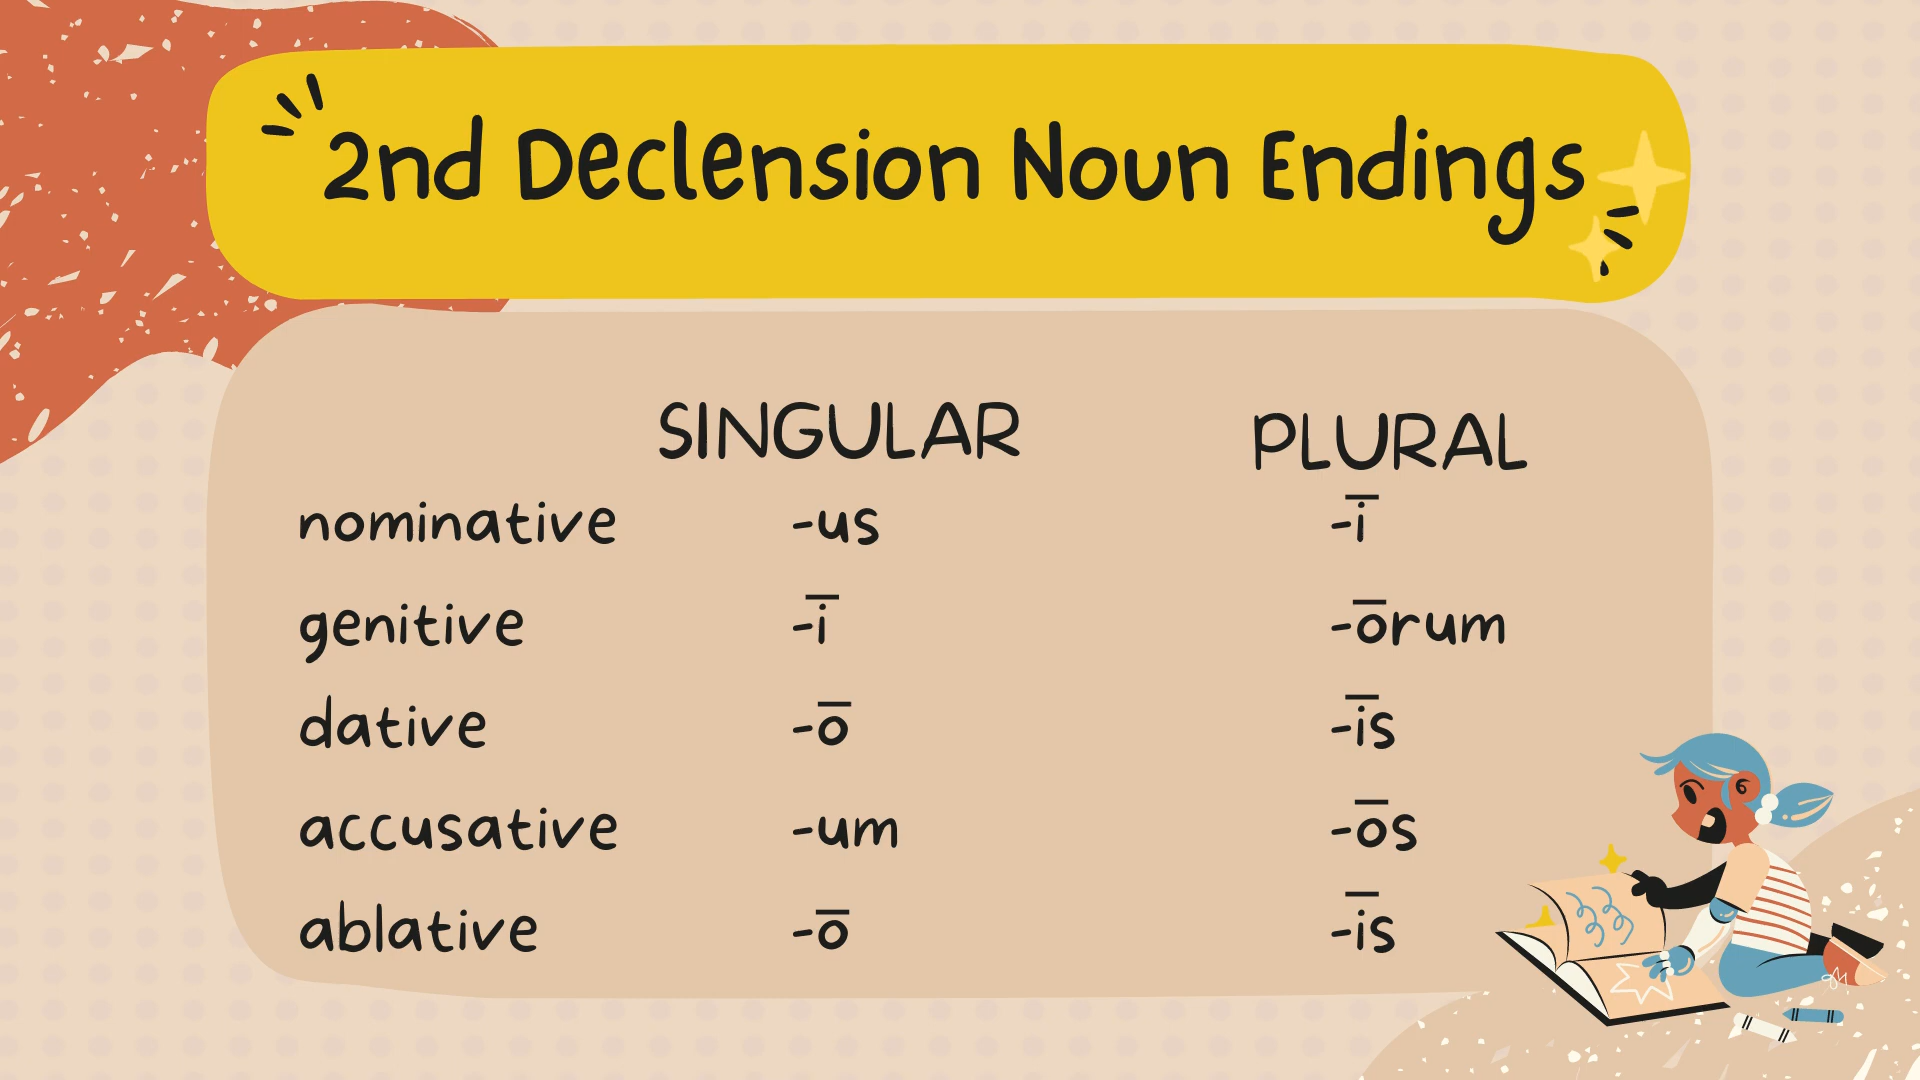 2nd Declension Noun Endings
SINGULAR PLURAL
nominative -us -ī
genitive -ī -ōrum
dative -ō -īs
accusative -um -ōs
ablative -ō -īs